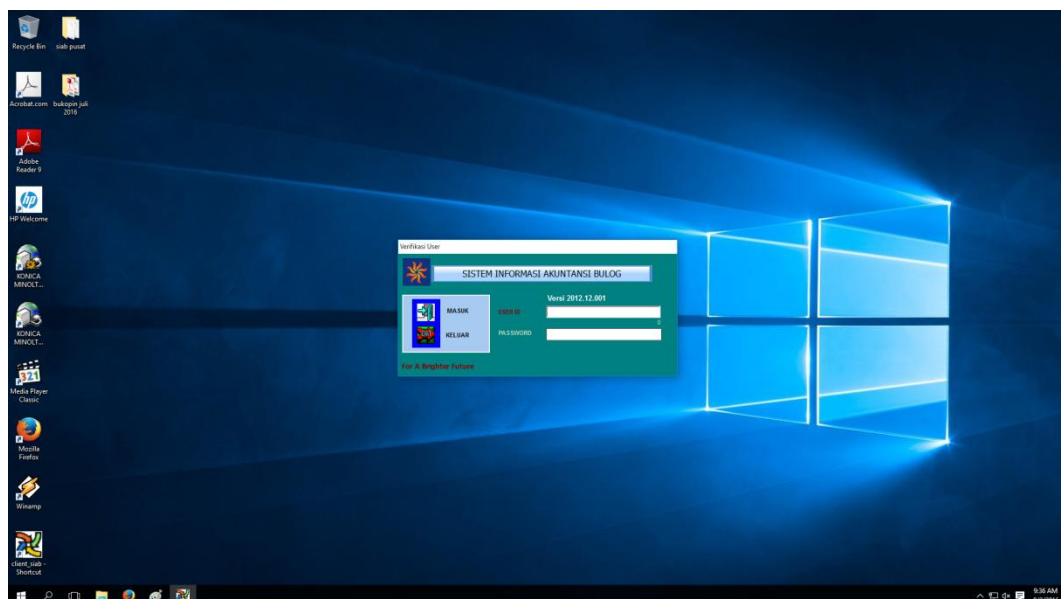 Recycle Bin
siab pusat
Acrobat.com
bukopin juli
2016
Adobe
Reader 9
HP Welcome
KONICA
MINOLT...
KONICA
MINOLT...
Media Player
Classic
Mozilla
Firefox
Winamp
client_siab -
Shortcut
Verifikasi User
SISTEM INFORMASI AKUNTANSI BULOG
Versi 2012.12.001
MASUK
USER ID
0
KELUAR
PASSWORD
For A Brighter Future
9:36 AM